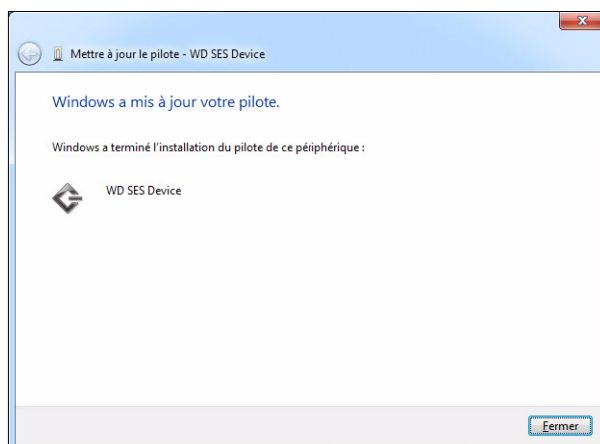 Mettre à jour le pilote - WD SES Device
Windows a mis à jour votre pilote.
Windows a terminé l'installation du pilote de ce périphérique :
WD SES Device
Fermer